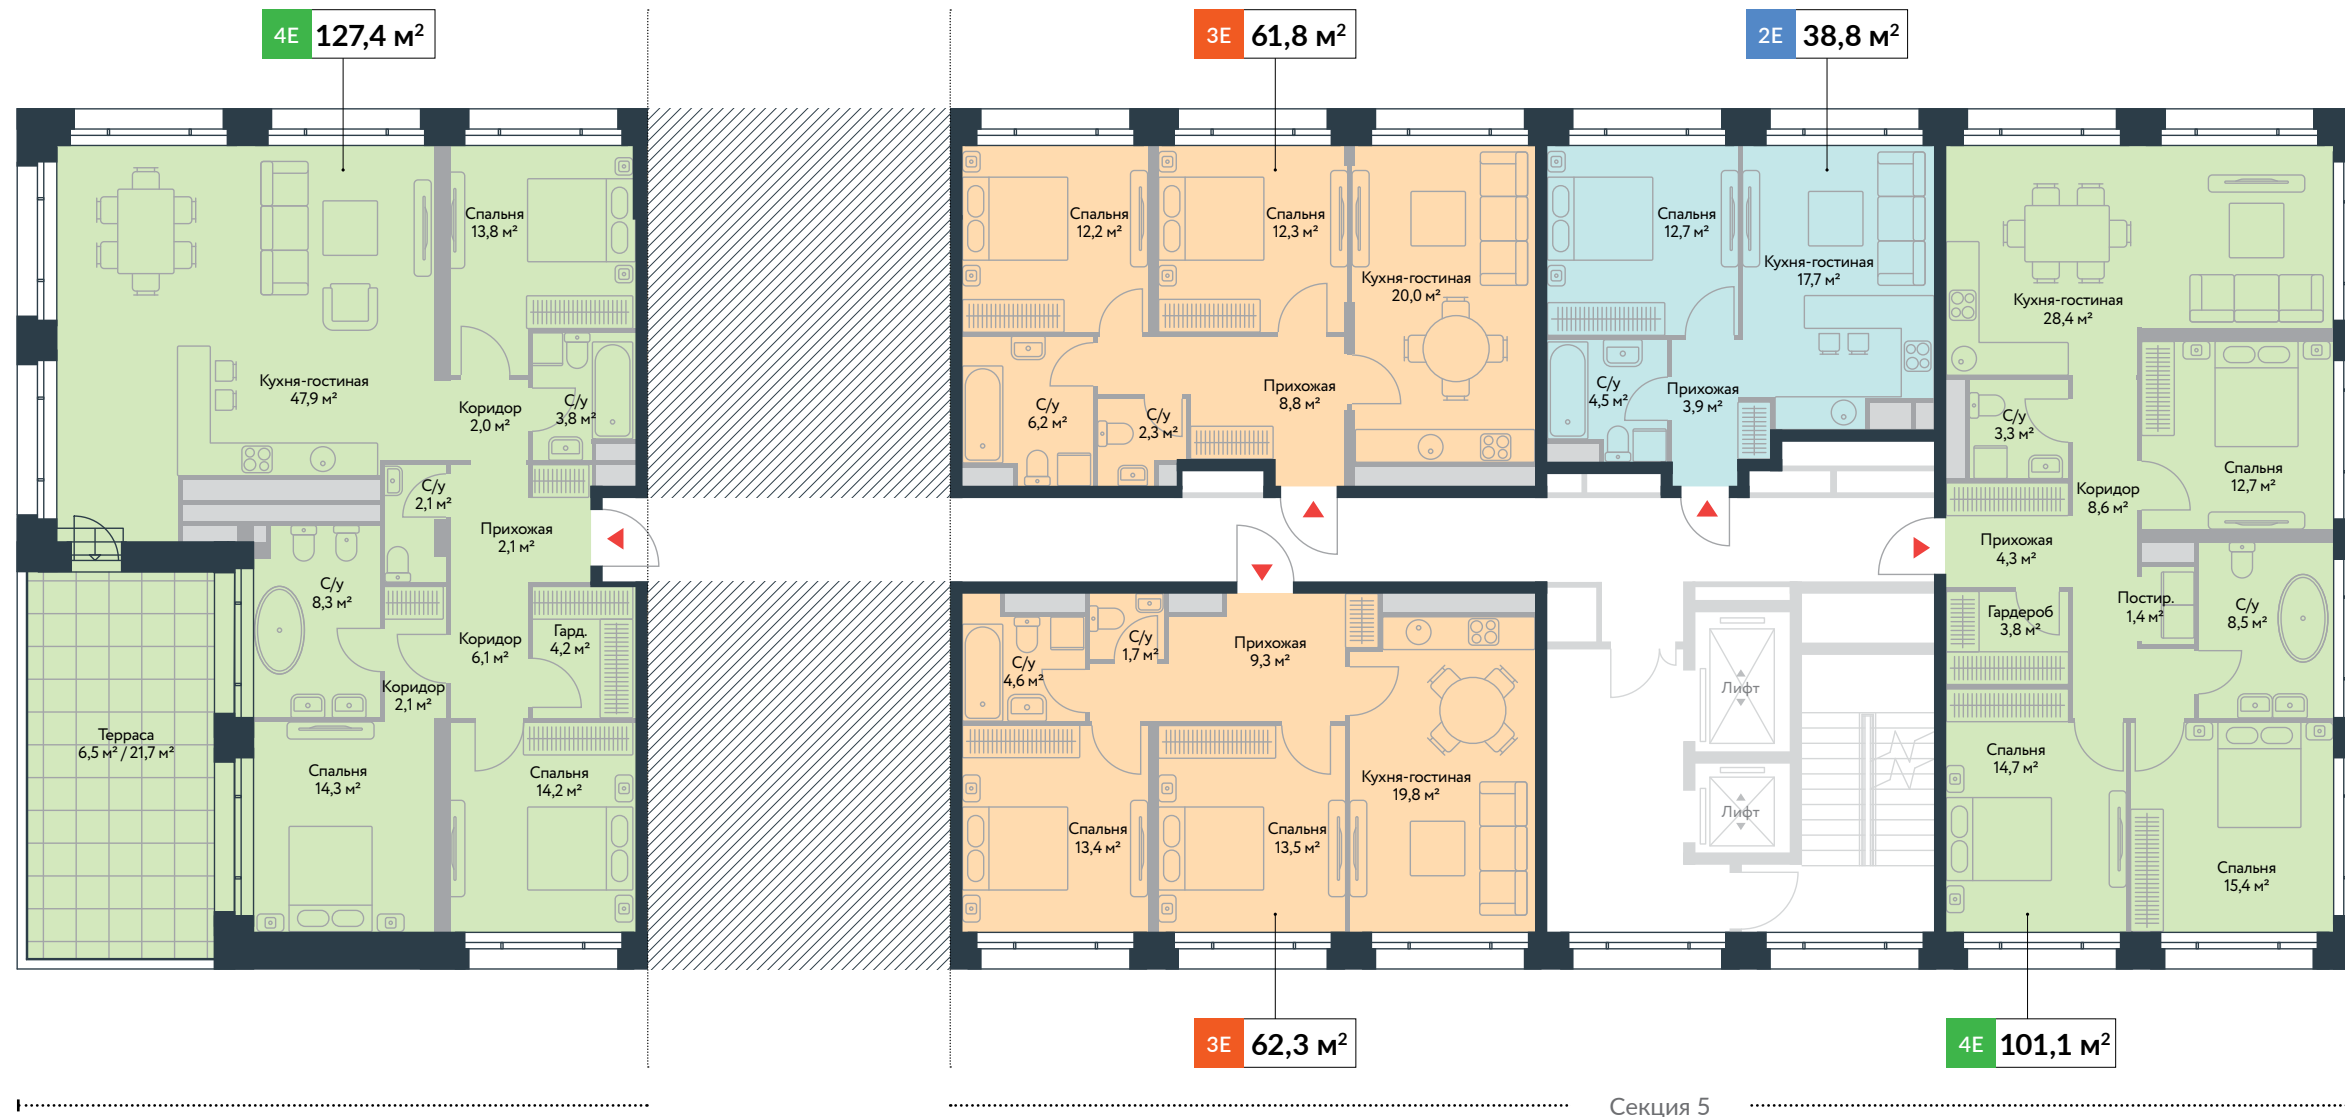 4Е 127,4 м²
3Е 61,8 м²
2Е 38,8 м²
Кухня-гостиная
47,9 м²
Спальня
13,8 м²
Коридор
2,0 м²
С/у
3,8 м²
С/у
2,1 м²
Прихожая
2,1 м²
С/у
8,3 м²
Коридор
6,1 м²
Гард.
4,2 м²
Коридор
2,1 м²
Терраса
6,5 м² / 21,7 м²
Спальня
14,3 м²
Спальня
14,2 м²
Спальня
12,2 м²
Спальня
12,3 м²
Кухня-гостиная
20,0 м²
С/у
6,2 м²
С/у
2,3 м²
Прихожая
8,8 м²
Спальня
12,7 м²
Кухня-гостиная
17,7 м²
С/у
4,5 м²
Прихожая
3,9 м²
С/у
4,6 м²
С/у
1,7 м²
Прихожая
9,3 м²
Спальня
13,4 м²
Спальня
13,5 м²
Кухня-гостиная
19,8 м²
Лифт
Лифт
Кухня-гостиная
28,4 м²
С/у
3,3 м²
Спальня
12,7 м²
Коридор
8,6 м²
Прихожая
4,3 м²
Гардероб
3,8 м²
Постир.
1,4 м²
С/у
8,5 м²
Спальня
14,7 м²
Спальня
15,4 м²
3Е 62,3 м²
4Е 101,1 м²
Секция 5